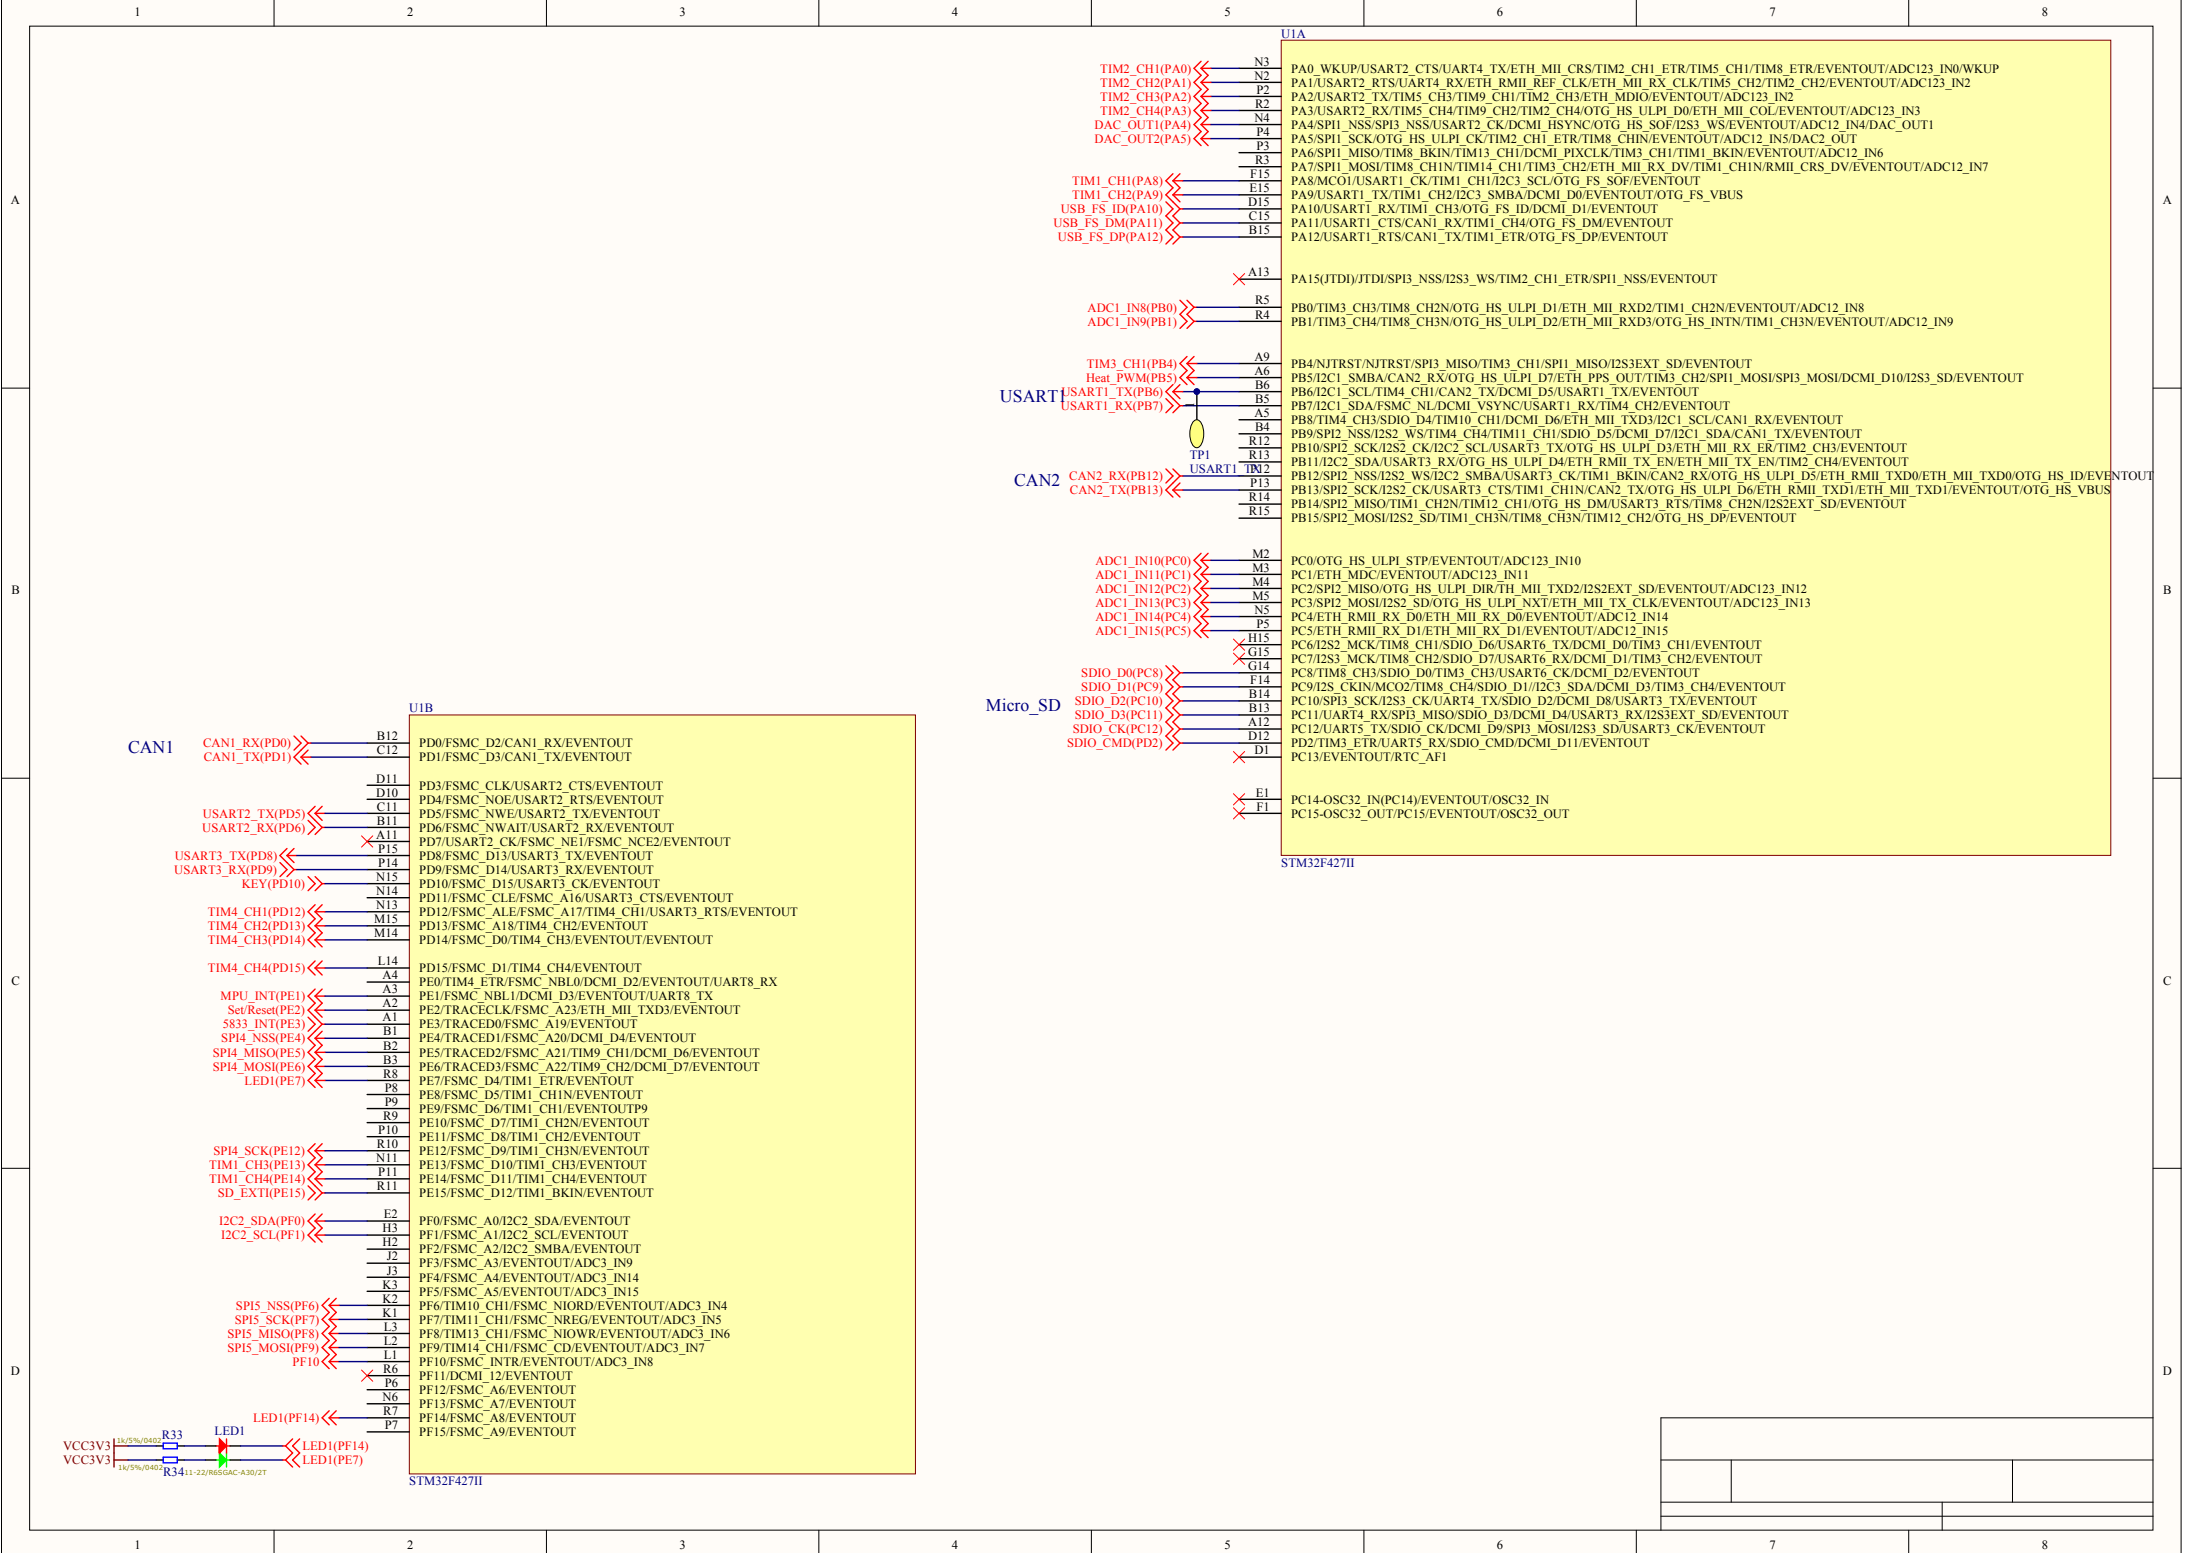 1 2 3 4 5 6 7 8
U1A
TIM2_CH1(PA0) N3 PA0_WKUP/USART2_CTS/UART4_TX/ETH_MII_CRS/TIM2_CH1_ETR/TIM5_CH1/TIM8_ETR/EVENTOUT/ADC123_IN0/WKUP
TIM2_CH2(PA1) N2 PA1/USART2_RTS/UART4_RX/ETH_RMII_REF_CLK/ETH_MII_RX_CLK/TIM5_CH2/TIM2_CH2/EVENTOUT/ADC123_IN2
TIM2_CH3(PA2) P2 PA2/USART2_TX/TIM5_CH3/TIM9_CH1/TIM2_CH3/ETH_MDIO/EVENTOUT/ADC123_IN2
TIM2_CH4(PA3) R2 PA3/USART2_RX/TIM5_CH4/TIM9_CH2/TIM2_CH4/OTG_HS_ULPI_D0/ETH_MII_COL/EVENTOUT/ADC123_IN3
DAC_OUT1(PA4) N4 PA4/SPI1_NSS/SPI3_NSS/USART2_CK/DCMI_HSYNC/OTG_HS_SOF/I2S3_WS/EVENTOUT/ADC12_IN4/DAC_OUT1
DAC_OUT2(PA5) P4 PA5/SPI1_SCK/OTG_HS_ULPI_CK/TIM2_CH1_ETR/TIM8_CHIN/EVENTOUT/ADC12_IN5/DAC2_OUT
P3 PA6/SPI1_MISO/TIM8_BKIN/TIM13_CH1/DCMI_PIXCLK/TIM3_CH1/TIM1_BKIN/EVENTOUT/ADC12_IN6
R3 PA7/SPI1_MOSI/TIM8_CH1N/TIM14_CH1/TIM3_CH2/ETH_MII_RX_DV/TIM1_CH1N/RMII_CRS_DV/EVENTOUT/ADC12_IN7
TIM1_CH1(PA8) F15 PA8/MCO1/USART1_CK/TIM1_CH1/I2C3_SCL/OTG_FS_SOF/EVENTOUT
TIM1_CH2(PA9) E15 PA9/USART1_TX/TIM1_CH2/I2C3_SMBA/DCMI_D0/EVENTOUT/OTG_FS_VBUS
USB_FS_ID(PA10) D15 PA10/USART1_RX/TIM1_CH3/OTG_FS_ID/DCMI_D1/EVENTOUT
USB_FS_DM(PA11) C15 PA11/USART1_CTS/CAN1_RX/TIM1_CH4/OTG_FS_DM/EVENTOUT
USB_FS_DP(PA12) B15 PA12/USART1_RTS/CAN1_TX/TIM1_ETR/OTG_FS_DP/EVENTOUT
A A
A13 PA15(JTDI)/JTDI/SPI3_NSS/I2S3_WS/TIM2_CH1_ETR/SPI1_NSS/EVENTOUT
ADC1_IN8(PB0) R5 PB0/TIM3_CH3/TIM8_CH2N/OTG_HS_ULPI_D1/ETH_MII_RXD2/TIM1_CH2N/EVENTOUT/ADC12_IN8
ADC1_IN9(PB1) R4 PB1/TIM3_CH4/TIM8_CH3N/OTG_HS_ULPI_D2/ETH_MII_RXD3/OTG_HS_INTN/TIM1_CH3N/EVENTOUT/ADC12_IN9
TIM3_CH1(PB4) A9 PB4/NJTRST/NJTRST/SPI3_MISO/TIM3_CH1/SPI1_MISO/I2S3EXT_SD/EVENTOUT
Heat_PWM(PB5) A6 PB5/I2C1_SMBA/CAN2_RX/OTG_HS_ULPI_D7/ETH_PPS_OUT/TIM3_CH2/SPI1_MOSI/SPI3_MOSI/DCMI_D10/I2S3_SD/EVENTOUT
USART1
USART1_TX(PB6) B6 PB6/I2C1_SCL/TIM4_CH1/CAN2_TX/DCMI_D5/USART1_TX/EVENTOUT
USART1_RX(PB7) B5 PB7/I2C1_SDA/FSMC_NL/DCMI_VSYNC/USART1_RX/TIM4_CH2/EVENTOUT
A5 PB8/TIM4_CH3/SDIO_D4/TIM10_CH1/DCMI_D6/ETH_MII_TXD3/I2C1_SCL/CAN1_RX/EVENTOUT
B4 PB9/SPI2_NSS/I2S2_WS/TIM4_CH4/TIM11_CH1/SDIO_D5/DCMI_D7/I2C1_SDA/CAN1_TX/EVENTOUT
R12 PB10/SPI2_SCK/I2S2_CK/I2C2_SCL/USART3_TX/OTG_HS_ULPI_D3/ETH_MII_RX_ER/TIM2_CH3/EVENTOUT
TP1 R13 PB11/I2C2_SDA/USART3_RX/OTG_HS_ULPI_D4/ETH_RMII_TX_EN/ETH_MII_TX_EN/TIM2_CH4/EVENTOUT
USART1_TX
CAN2
CAN2_RX(PB12) P12 PB12/SPI2_NSS/I2S2_WS/I2C2_SMBA/USART3_CK/TIM1_BKIN/CAN2_RX/OTG_HS_ULPI_D5/ETH_RMII_TXD0/ETH_MII_TXD0/OTG_HS_ID/EVENTOUT
CAN2_TX(PB13) P13 PB13/SPI2_SCK/I2S2_CK/USART3_CTS/TIM1_CH1N/CAN2_TX/OTG_HS_ULPI_D6/ETH_RMII_TXD1/ETH_MII_TXD1/EVENTOUT/OTG_HS_VBUS
R14 PB14/SPI2_MISO/TIM1_CH2N/TIM12_CH1/OTG_HS_DM/USART3_RTS/TIM8_CH2N/I2S2EXT_SD/EVENTOUT
R15 PB15/SPI2_MOSI/I2S2_SD/TIM1_CH3N/TIM8_CH3N/TIM12_CH2/OTG_HS_DP/EVENTOUT
ADC1_IN10(PC0) M2 PC0/OTG_HS_ULPI_STP/EVENTOUT/ADC123_IN10
ADC1_IN11(PC1) M3 PC1/ETH_MDC/EVENTOUT/ADC123_IN11
ADC1_IN12(PC2) M4 PC2/SPI2_MISO/OTG_HS_ULPI_DIR/TH_MII_TXD2/I2S2EXT_SD/EVENTOUT/ADC123_IN12
B B
ADC1_IN13(PC3) M5 PC3/SPI2_MOSI/I2S2_SD/OTG_HS_ULPI_NXT/ETH_MII_TX_CLK/EVENTOUT/ADC123_IN13
ADC1_IN14(PC4) N5 PC4/ETH_RMII_RX_D0/ETH_MII_RX_D0/EVENTOUT/ADC12_IN14
ADC1_IN15(PC5) P5 PC5/ETH_RMII_RX_D1/ETH_MII_RX_D1/EVENTOUT/ADC12_IN15
H15 PC6/I2S2_MCK/TIM8_CH1/SDIO_D6/USART6_TX/DCMI_D0/TIM3_CH1/EVENTOUT
G15 PC7/I2S3_MCK/TIM8_CH2/SDIO_D7/USART6_RX/DCMI_D1/TIM3_CH2/EVENTOUT
SDIO_D0(PC8) G14 PC8/TIM8_CH3/SDIO_D0/TIM3_CH3/USART6_CK/DCMI_D2/EVENTOUT
SDIO_D1(PC9) F14 PC9/I2S_CKIN/MCO2/TIM8_CH4/SDIO_D1//I2C3_SDA/DCMI_D3/TIM3_CH4/EVENTOUT
Micro_SD
SDIO_D2(PC10) B14 PC10/SPI3_SCK/I2S3_CK/UART4_TX/SDIO_D2/DCMI_D8/USART3_TX/EVENTOUT
SDIO_D3(PC11) B13 PC11/UART4_RX/SPI3_MISO/SDIO_D3/DCMI_D4/USART3_RX/I2S3EXT_SD/EVENTOUT
SDIO_CK(PC12) A12 PC12/UART5_TX/SDIO_CK/DCMI_D9/SPI3_MOSI/I2S3_SD/USART3_CK/EVENTOUT
SDIO_CMD(PD2) D12 PD2/TIM3_ETR/UART5_RX/SDIO_CMD/DCMI_D11/EVENTOUT
D1 PC13/EVENTOUT/RTC_AF1
E1 PC14-OSC32_IN(PC14)/EVENTOUT/OSC32_IN
F1 PC15-OSC32_OUT/PC15/EVENTOUT/OSC32_OUT
STM32F427II
U1B
CAN1
CAN1_RX(PD0) B12 PD0/FSMC_D2/CAN1_RX/EVENTOUT
CAN1_TX(PD1) C12 PD1/FSMC_D3/CAN1_TX/EVENTOUT
D11 PD3/FSMC_CLK/USART2_CTS/EVENTOUT
D10 PD4/FSMC_NOE/USART2_RTS/EVENTOUT
USART2_TX(PD5) C11 PD5/FSMC_NWE/USART2_TX/EVENTOUT
USART2_RX(PD6) B11 PD6/FSMC_NWAIT/USART2_RX/EVENTOUT
A11 PD7/USART2_CK/FSMC_NE1/FSMC_NCE2/EVENTOUT
USART3_TX(PD8) P15 PD8/FSMC_D13/USART3_TX/EVENTOUT
USART3_RX(PD9) P14 PD9/FSMC_D14/USART3_RX/EVENTOUT
KEY(PD10) N15 PD10/FSMC_D15/USART3_CK/EVENTOUT
N14 PD11/FSMC_CLE/FSMC_A16/USART3_CTS/EVENTOUT
TIM4_CH1(PD12) N13 PD12/FSMC_ALE/FSMC_A17/TIM4_CH1/USART3_RTS/EVENTOUT
TIM4_CH2(PD13) M15 PD13/FSMC_A18/TIM4_CH2/EVENTOUT
TIM4_CH3(PD14) M14 PD14/FSMC_D0/TIM4_CH3/EVENTOUT/EVENTOUT
TIM4_CH4(PD15) L14 PD15/FSMC_D1/TIM4_CH4/EVENTOUT
C C
A4 PE0/TIM4_ETR/FSMC_NBL0/DCMI_D2/EVENTOUT/UART8_RX
MPU_INT(PE1) A3 PE1/FSMC_NBL1/DCMI_D3/EVENTOUT/UART8_TX
Set/Reset(PE2) A2 PE2/TRACECLK/FSMC_A23/ETH_MII_TXD3/EVENTOUT
5833_INT(PE3) A1 PE3/TRACED0/FSMC_A19/EVENTOUT
SPI4_NSS(PE4) B1 PE4/TRACED1/FSMC_A20/DCMI_D4/EVENTOUT
SPI4_MISO(PE5) B2 PE5/TRACED2/FSMC_A21/TIM9_CH1/DCMI_D6/EVENTOUT
SPI4_MOSI(PE6) B3 PE6/TRACED3/FSMC_A22/TIM9_CH2/DCMI_D7/EVENTOUT
LED1(PE7) R8 PE7/FSMC_D4/TIM1_ETR/EVENTOUT
P8 PE8/FSMC_D5/TIM1_CH1N/EVENTOUT
P9 PE9/FSMC_D6/TIM1_CH1/EVENTOUTP9
R9 PE10/FSMC_D7/TIM1_CH2N/EVENTOUT
P10 PE11/FSMC_D8/TIM1_CH2/EVENTOUT
SPI4_SCK(PE12) R10 PE12/FSMC_D9/TIM1_CH3N/EVENTOUT
TIM1_CH3(PE13) N11 PE13/FSMC_D10/TIM1_CH3/EVENTOUT
TIM1_CH4(PE14) P11 PE14/FSMC_D11/TIM1_CH4/EVENTOUT
SD_EXTI(PE15) R11 PE15/FSMC_D12/TIM1_BKIN/EVENTOUT
I2C2_SDA(PF0) E2 PF0/FSMC_A0/I2C2_SDA/EVENTOUT
I2C2_SCL(PF1) H3 PF1/FSMC_A1/I2C2_SCL/EVENTOUT
H2 PF2/FSMC_A2/I2C2_SMBA/EVENTOUT
J2 PF3/FSMC_A3/EVENTOUT/ADC3_IN9
J3 PF4/FSMC_A4/EVENTOUT/ADC3_IN14
K3 PF5/FSMC_A5/EVENTOUT/ADC3_IN15
SPI5_NSS(PF6) K2 PF6/TIM10_CH1/FSMC_NIORD/EVENTOUT/ADC3_IN4
SPI5_SCK(PF7) K1 PF7/TIM11_CH1/FSMC_NREG/EVENTOUT/ADC3_IN5
SPI5_MISO(PF8) L3 PF8/TIM13_CH1/FSMC_NIOWR/EVENTOUT/ADC3_IN6
SPI5_MOSI(PF9) L2 PF9/TIM14_CH1/FSMC_CD/EVENTOUT/ADC3_IN7
PF10 L1 PF10/FSMC_INTR/EVENTOUT/ADC3_IN8
D D
R6 PF11/DCMI_12/EVENTOUT
P6 PF12/FSMC_A6/EVENTOUT
N6 PF13/FSMC_A7/EVENTOUT
LED1(PF14) R7 PF14/FSMC_A8/EVENTOUT
P7 PF15/FSMC_A9/EVENTOUT
1k/5%/0402 R33 LED1
VCC3V3 LED1(PF14)
VCC3V3 LED1(PE7)
1k/5%/0402 R34 11-22/R6SGAC-A30/2T
STM32F427II
1 2 3 4 5 6 7 8